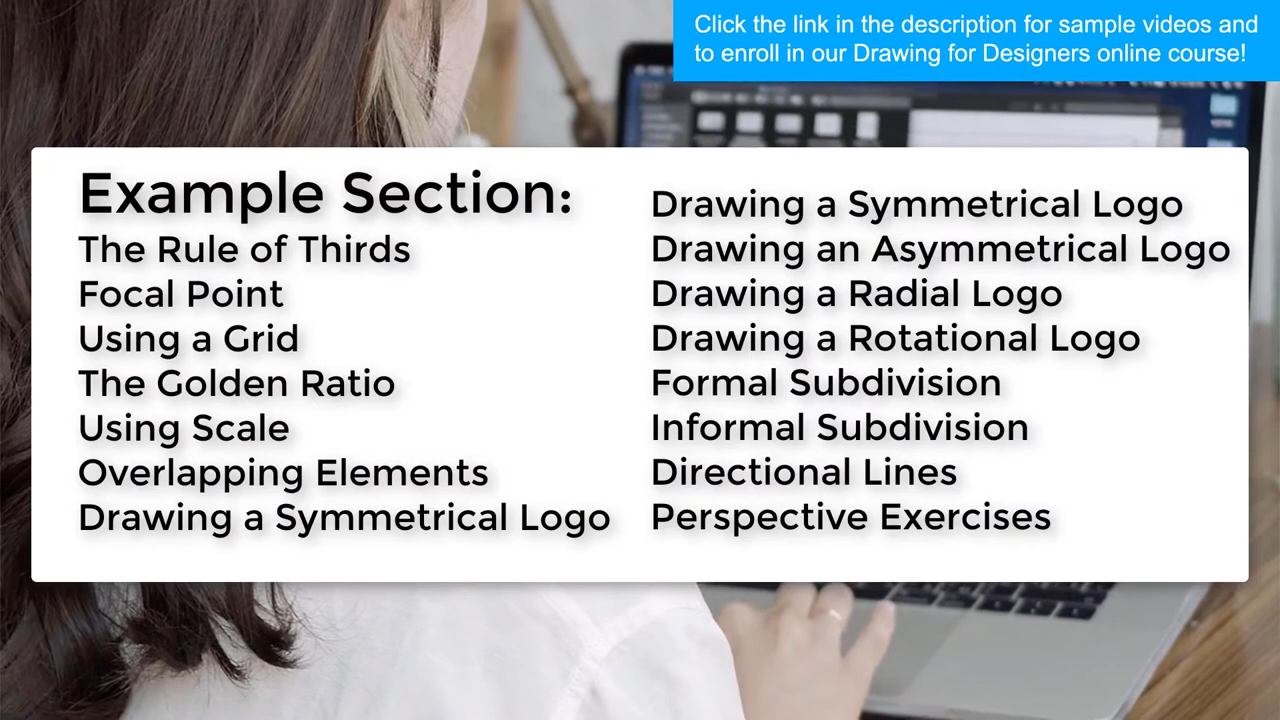 Click the link in the description for sample videos and
to enroll in our Drawing for Designers online course!
Example Section:
The Rule of Thirds
Focal Point
Using a Grid
The Golden Ratio
Using Scale
Overlapping Elements
Drawing a Symmetrical Logo
Drawing a Symmetrical Logo
Drawing an Asymmetrical Logo
Drawing a Radial Logo
Drawing a Rotational Logo
Formal Subdivision
Informal Subdivision
Directional Lines
Perspective Exercises